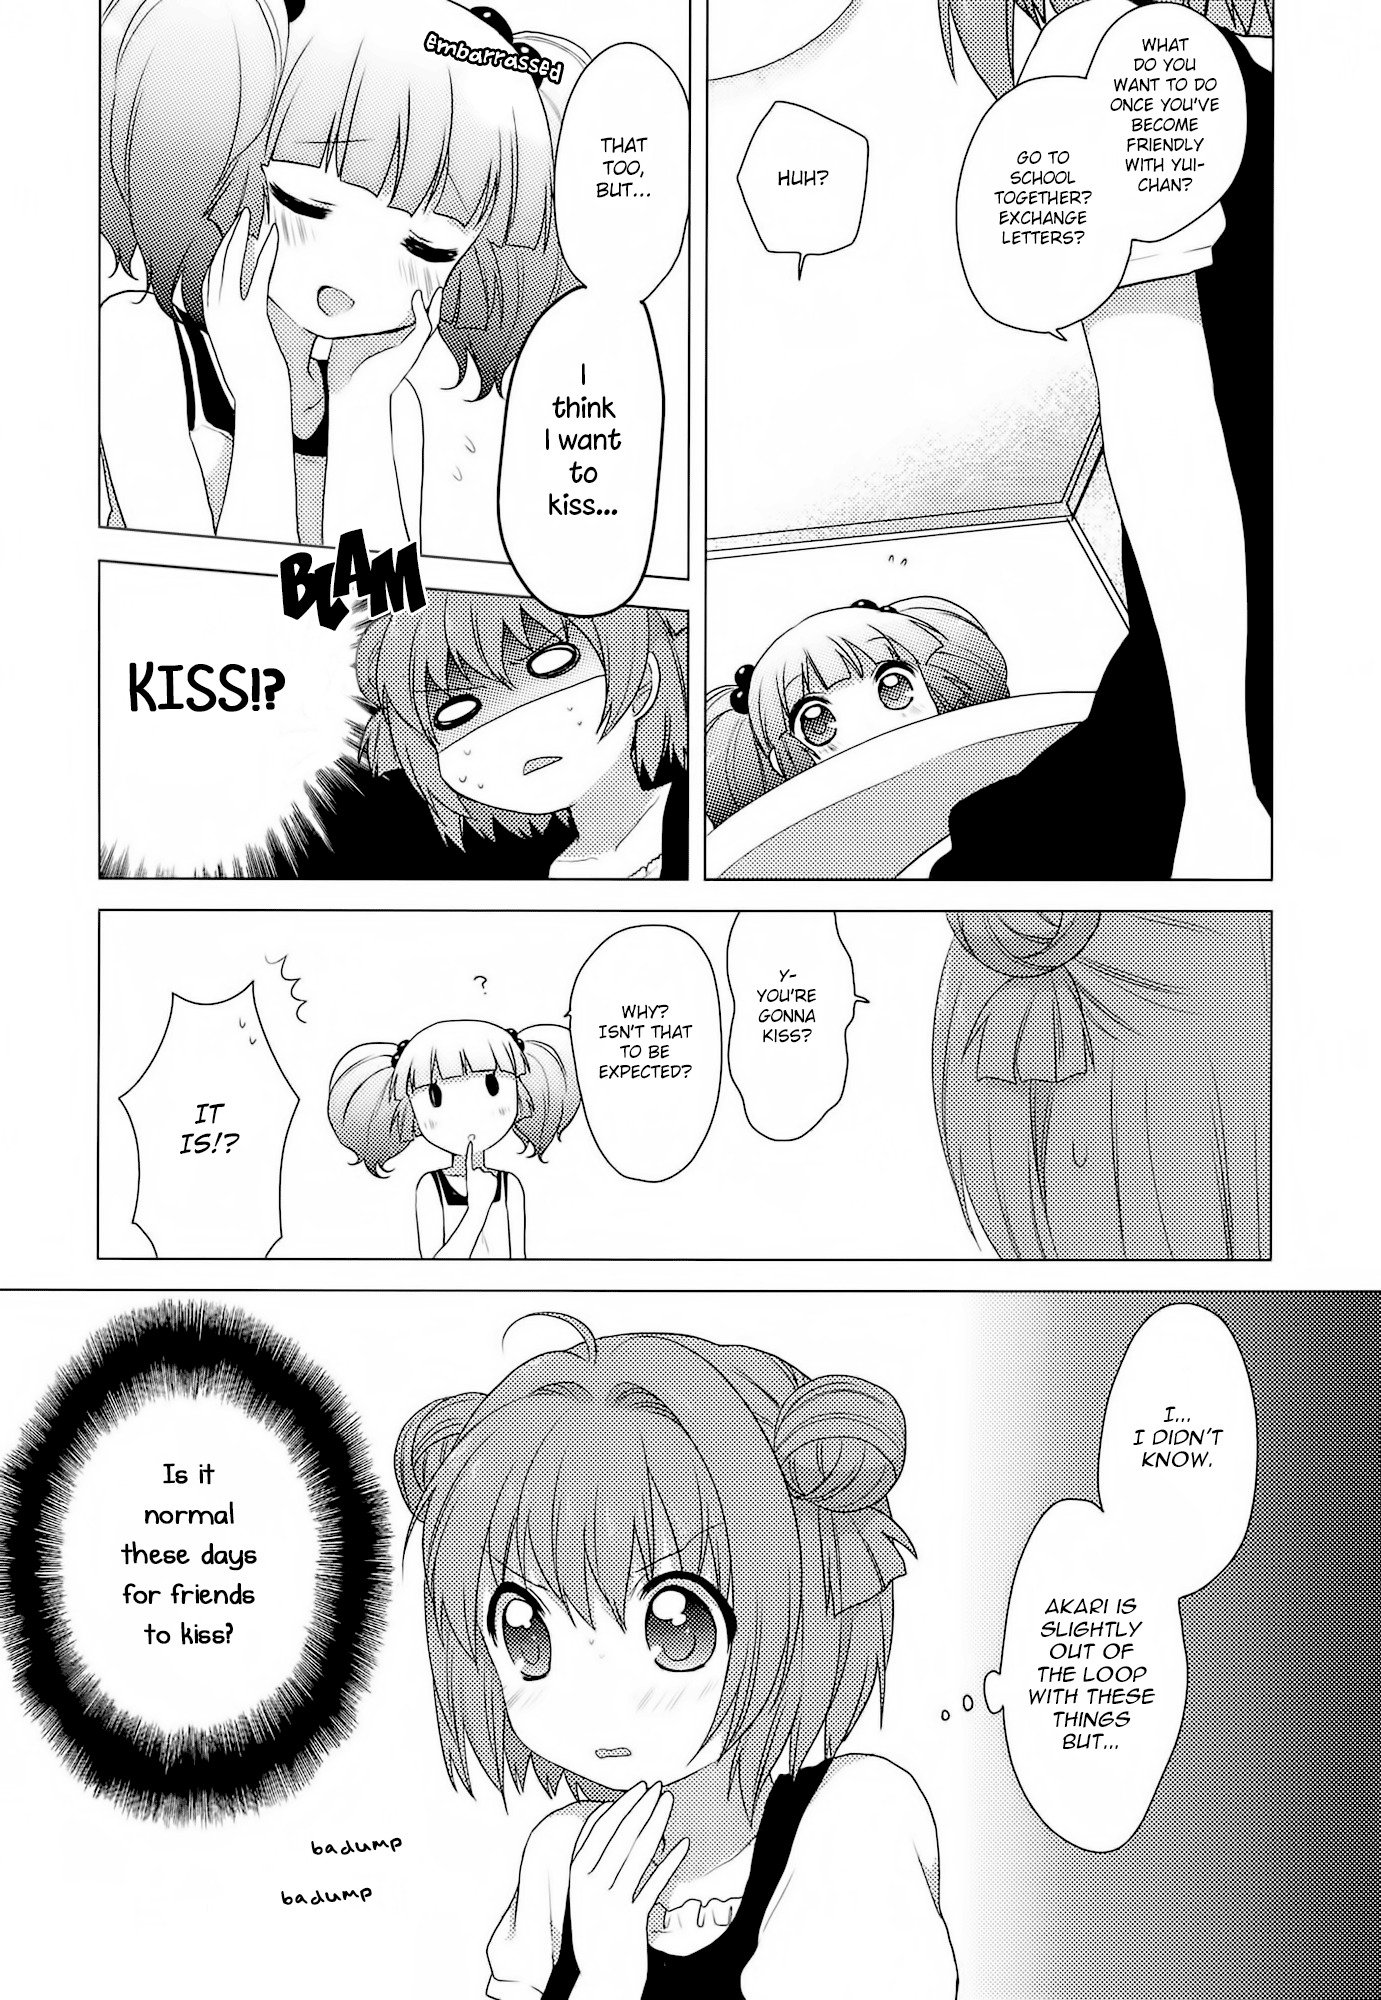 WHAT
DO YOU
WANT TO DO
ONCE YOU'VE
BECOME
FRIENDLY
WITH YUI-
CHAN?
GO TO
SCHOOL
TOGETHER?
EXCHANGE
LETTERS?
HUH?
embarrassed
THAT
TOO,
BUT...
I
think
I want
to
kiss...
BLAM
KISS!?
Y-
YOU'RE
GONNA
KISS?
WHY?
ISN'T THAT
TO BE
EXPECTED?
?
IT
IS!?
I...
I DIDN'T
KNOW.
AKARI IS
SLIGHTLY
OUT OF
THE LOOP
WITH THESE
THINGS
BUT...
Is it
normal
these days
for friends
to kiss?
badump
badump